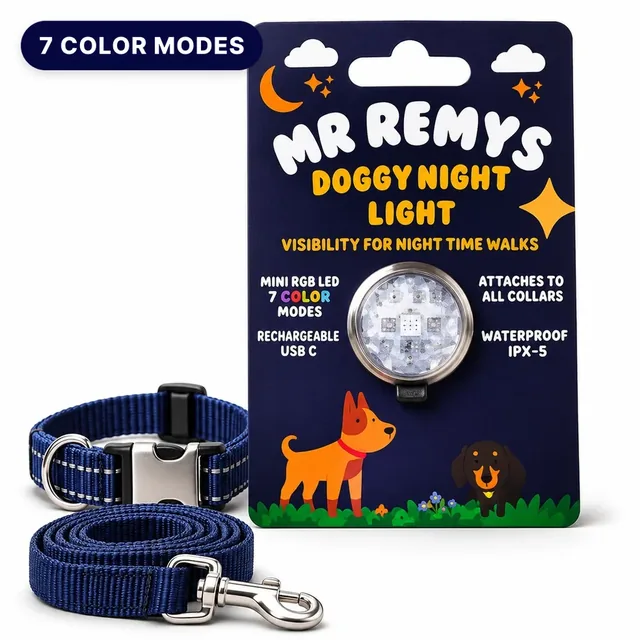 7 COLOR MODES
MR REMYS
DOGGY NIGHT
LIGHT
VISIBILITY FOR NIGHT TIME WALKS
MINI RGB LED
7 COLOR
MODES
RECHARGEABLE
USB C
ATTACHES TO
ALL COLLARS
WATERPROOF
IPX-5